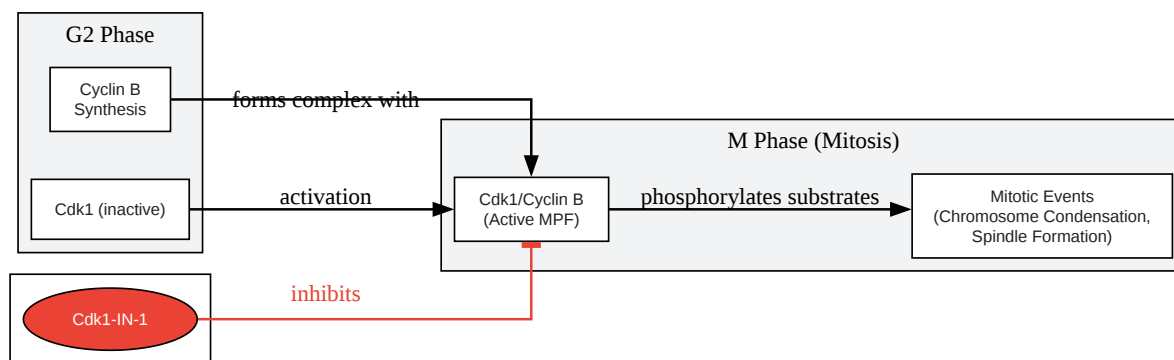 G2 Phase
Cyclin B
Synthesis
forms complex with
M Phase (Mitosis)
Cdk1 (inactive)
activation
Cdk1/Cyclin B
(Active MPF)
phosphorylates substrates
Mitotic Events
(Chromosome Condensation,
Spindle Formation)
inhibits
Cdk1-IN-1